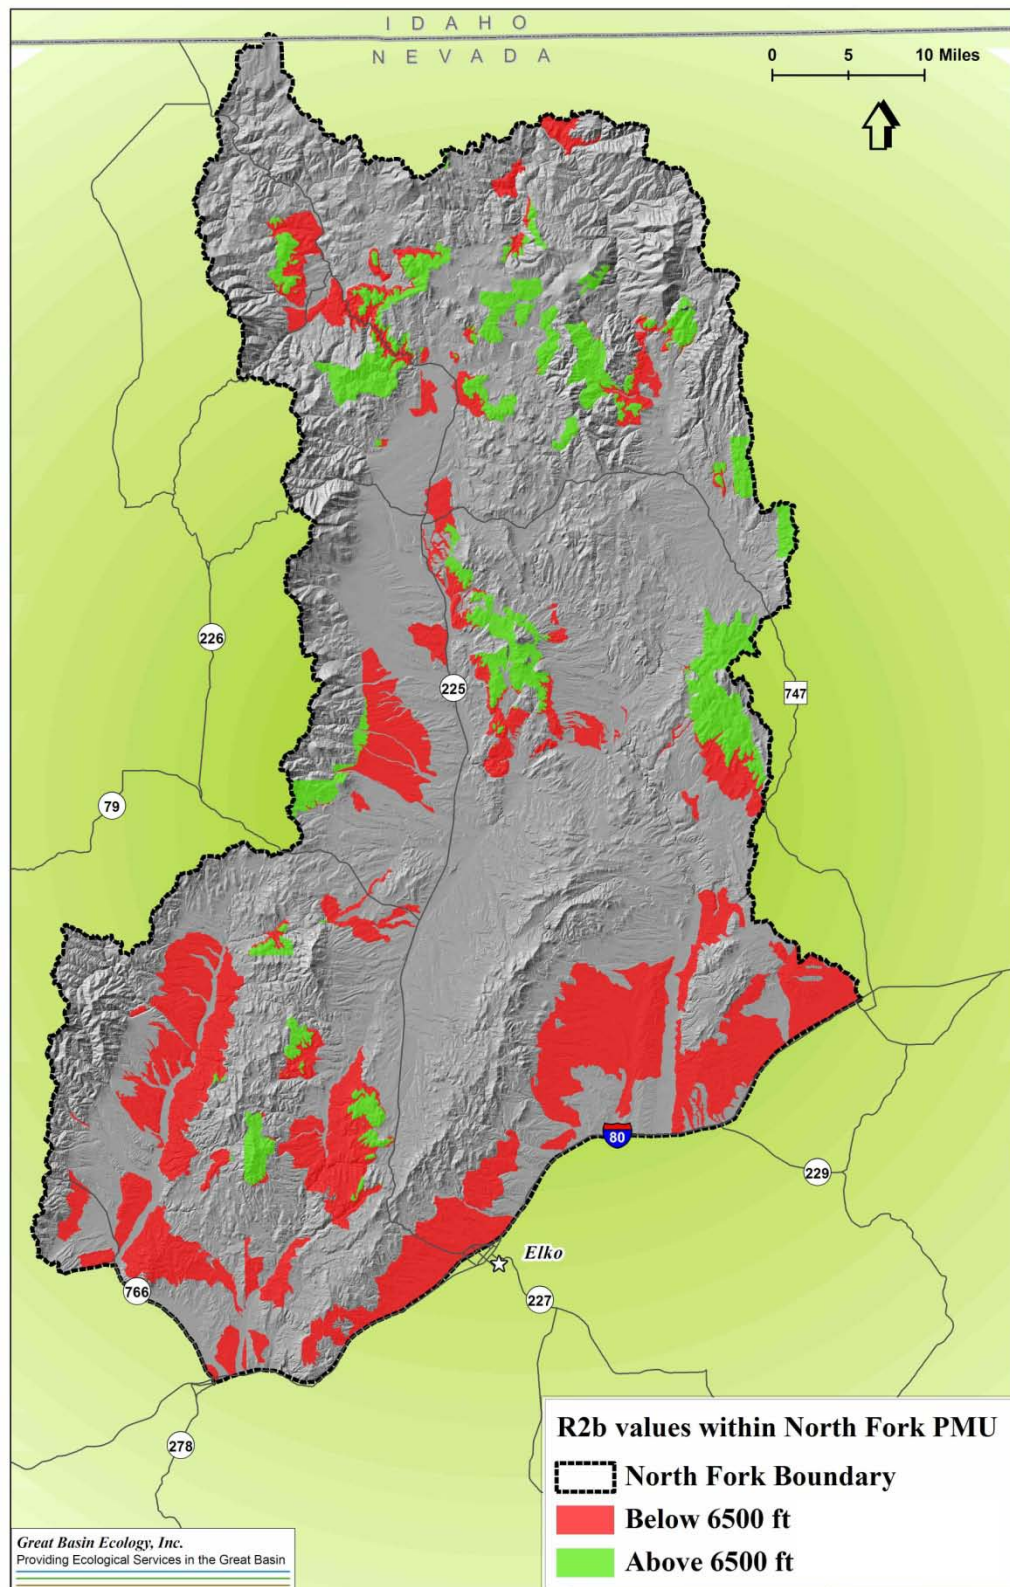 I D A H O
N E V A D A
0 5 10 Miles
226
225
747
79
80
229
Elko
766
227
278
R2b values within North Fork PMU
North Fork Boundary
Below 6500 ft
Above 6500 ft
Great Basin Ecology, Inc.
Providing Ecological Services in the Great Basin